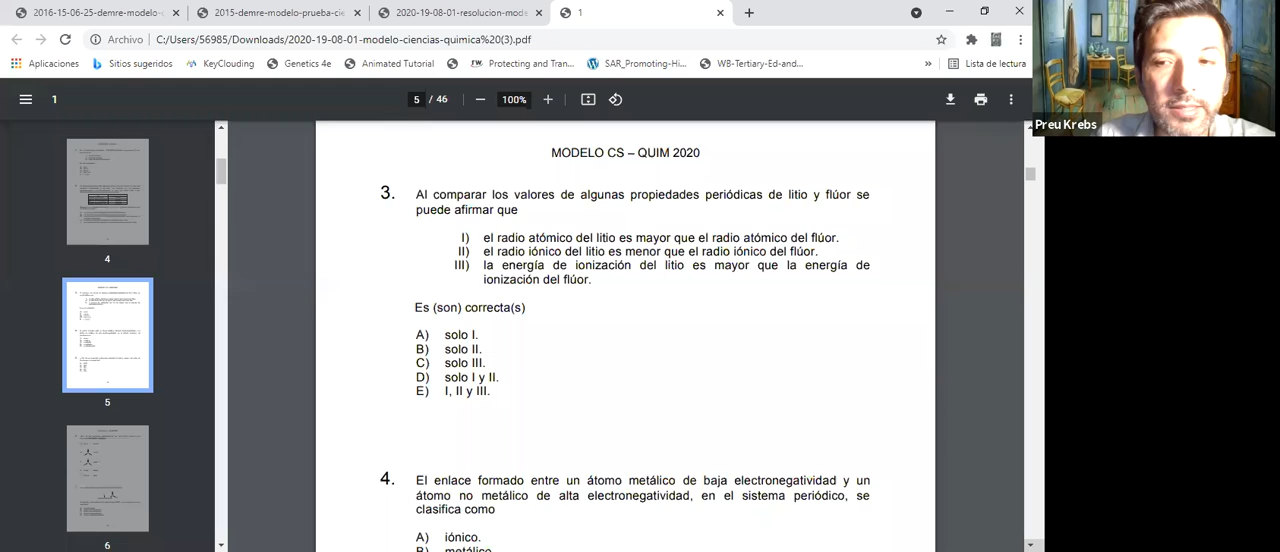 2016-15-06-25-demre-modelo-
2015-demre-modelo-prueba-cie
2020-19-08-01-resolucion-mode
1
Archivo
C:/Users/56985/Downloads/2020-19-08-01-modelo-ciencias-quimica%20(3).pdf
Aplicaciones
Sitios sugeridos
KeyClouding
Genetics 4e
Animated Tutorial
Protecting and Tran...
SAR_Promoting-Hi...
WB-Tertiary-Ed-and...
»
Lista de lectura
1
5 / 46
100%
Preu Krebs
4
5
6
MODELO CS – QUIM 2020
3. Al comparar los valores de algunas propiedades periódicas de litio y flúor se
puede afirmar que
I) el radio atómico del litio es mayor que el radio atómico del flúor.
II) el radio iónico del litio es menor que el radio iónico del flúor.
III) la energía de ionización del litio es mayor que la energía de
ionización del flúor.
Es (son) correcta(s)
A) solo I.
B) solo II.
C) solo III.
D) solo I y II.
E) I, II y III.
4. El enlace formado entre un átomo metálico de baja electronegatividad y un
átomo no metálico de alta electronegatividad, en el sistema periódico, se
clasifica como
A) iónico.
B) metálico.